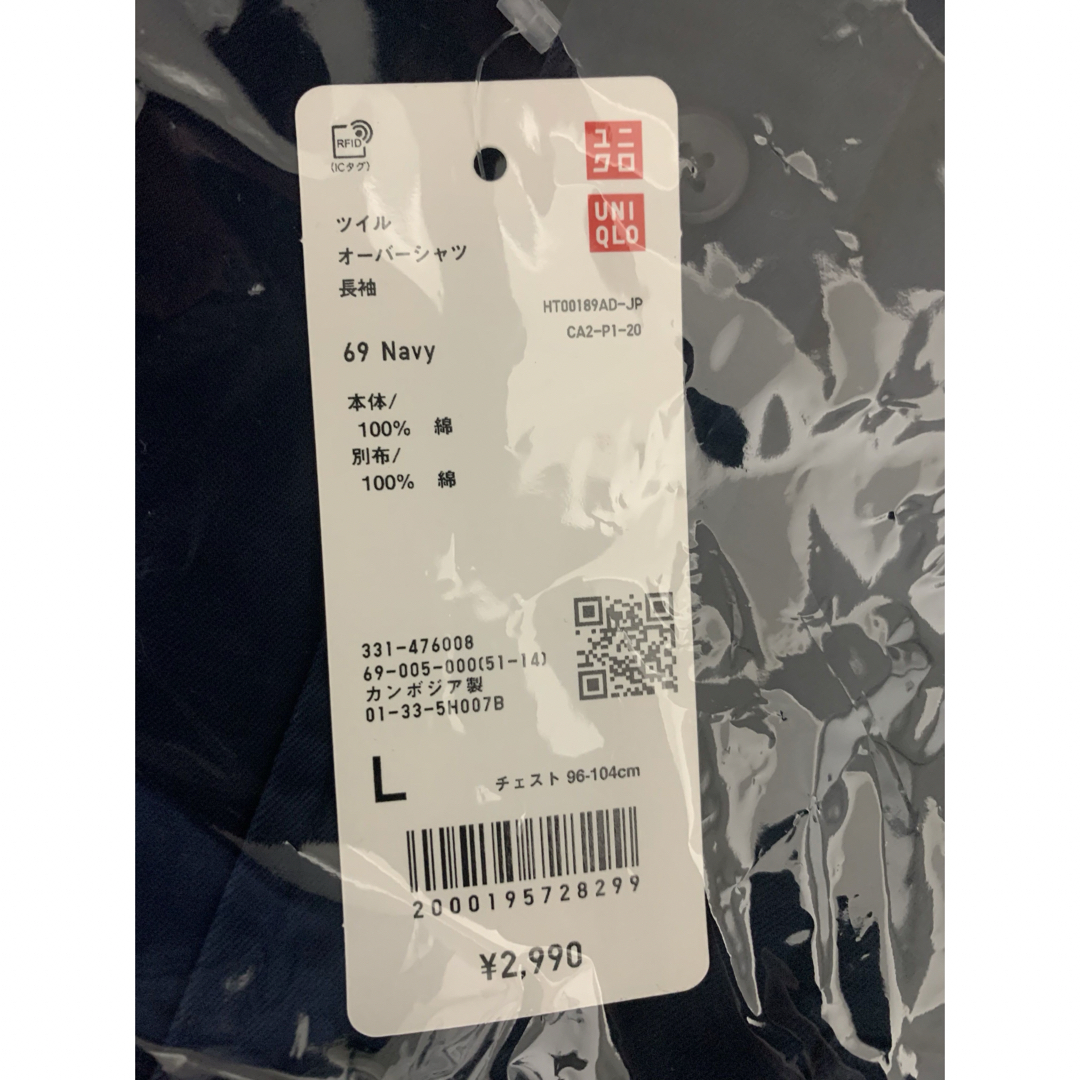 RFID
(ICタグ)
ユニ
クロ
UNI
QLO
ツイル
オーバーシャツ
長袖
HT00189AD-JP
CA2-P1-20
69 Navy
本体/
100% 綿
別布/
100% 綿
331-476008
69-005-000(51-14)
カンボジア製
01-33-5H007B
L
チェスト 96-104cm
2000195728299
¥2,990